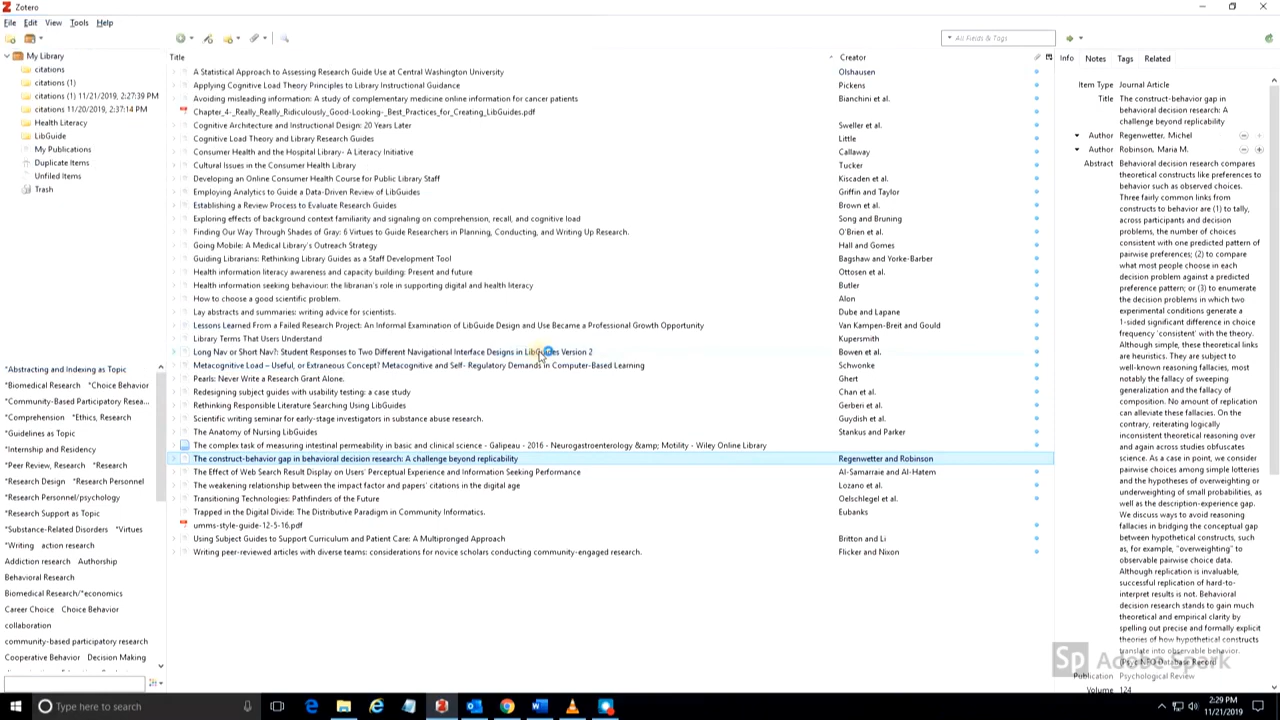 Zotero
File Edit View Tools Help
All Fields & Tags
My Library
citations
citations (1)
citations (1) 11/21/2019, 2:27:39 PM
citations 11/20/2019, 2:37:14 PM
Health Literacy
LibGuide
My Publications
Duplicate Items
Unfiled Items
Trash
*Abstracting and Indexing as Topic
*Biomedical Research *Choice Behavior
*Community-Based Participatory Resea...
*Comprehension *Ethics, Research
*Guidelines as Topic
*Internship and Residency
*Peer Review, Research *Research
*Research Design *Research Personnel
*Research Personnel/psychology
*Research Support as Topic
*Substance-Related Disorders *Virtues
*Writing action research
Addiction research Authorship
Behavioral Research
Biomedical Research/*economics
Career Choice Choice Behavior
collaboration
community-based participatory research
Cooperative Behavior Decision Making
Title Creator
A Statistical Approach to Assessing Research Guide Use at Central Washington University Olshausen
Applying Cognitive Load Theory Principles to Library Instructional Guidance Pickens
Avoiding misleading information: A study of complementary medicine online information for cancer patients Bianchini et al.
Chapter_4-_Really_Really_Ridiculously_Good-Looking-_Best_Practices_for_Creating_LibGuides.pdf
Cognitive Architecture and Instructional Design: 20 Years Later Sweller et al.
Cognitive Load Theory and Library Research Guides Little
Consumer Health and the Hospital Library- A Literacy Initiative Callaway
Cultural Issues in the Consumer Health Library Tucker
Developing an Online Consumer Health Course for Public Library Staff Kiscaden et al.
Employing Analytics to Guide a Data-Driven Review of LibGuides Griffin and Taylor
Establishing a Review Process to Evaluate Research Guides Brown et al.
Exploring effects of background context familiarity and signaling on comprehension, recall, and cognitive load Song and Bruning
Finding Our Way Through Shades of Gray: 6 Virtues to Guide Researchers in Planning, Conducting, and Writing Up Research. O'Brien et al.
Going Mobile: A Medical Library's Outreach Strategy Hall and Gomes
Guiding Librarians: Rethinking Library Guides as a Staff Development Tool Bagshaw and Yorke-Barber
Health information literacy awareness and capacity building: Present and future Ottosen et al.
Health information seeking behaviour: the librarian's role in supporting digital and health literacy Butler
How to choose a good scientific problem. Alon
Lay abstracts and summaries: writing advice for scientists. Dube and Lapane
Lessons Learned From a Failed Research Project: An Informal Examination of LibGuide Design and Use Became a Professional Growth Opportunity Van Kampen-Breit and Gould
Library Terms That Users Understand Kupersmith
Long Nav or Short Nav?: Student Responses to Two Different Navigational Interface Designs in LibGuides Version 2 Bowen et al.
Metacognitive Load – Useful, or Extraneous Concept? Metacognitive and Self- Regulatory Demands in Computer-Based Learning Schwonke
Pearls: Never Write a Research Grant Alone. Ghert
Redesigning subject guides with usability testing: a case study Chan et al.
Rethinking Responsible Literature Searching Using LibGuides Gerberi et al.
Scientific writing seminar for early-stage investigators in substance abuse research. Guydish et al.
The Anatomy of Nursing LibGuides Stankus and Parker
The complex task of measuring intestinal permeability in basic and clinical science - Galipeau - 2016 - Neurogastroenterology &amp; Motility - Wiley Online Library
The construct-behavior gap in behavioral decision research: A challenge beyond replicability Regenwetter and Robinson
The Effect of Web Search Result Display on Users' Perceptual Experience and Information Seeking Performance Al-Samarraie and Al-Hatem
The weakening relationship between the impact factor and papers' citations in the digital age Lozano et al.
Transitioning Technologies: Pathfinders of the Future Oelschlegel et al.
Trapped in the Digital Divide: The Distributive Paradigm in Community Informatics. Eubanks
umms-style-guide-12-5-16.pdf
Using Subject Guides to Support Curriculum and Patient Care: A Multipronged Approach Britton and Li
Writing peer-reviewed articles with diverse teams: considerations for novice scholars conducting community-engaged research. Flicker and Nixon
Info Notes Tags Related
Item Type Journal Article
Title The construct-behavior gap in
behavioral decision research: A
challenge beyond replicability
Author Regenwetter, Michel
Author Robinson, Maria M.
Abstract Behavioral decision research compares
theoretical constructs like preferences to
behavior such as observed choices.
Three fairly common links from
constructs to behavior are (1) to tally,
across participants and decision
problems, the number of choices
consistent with one predicted pattern of
pairwise preferences; (2) to compare
what most people choose in each
decision problem against a predicted
preference pattern; or (3) to enumerate
the decision problems in which two
experimental conditions generate a
1-sided significant difference in choice
frequency 'consistent' with the theory.
Although simple, these theoretical links
are heuristics. They are subject to
well-known reasoning fallacies, most
notably the fallacy of sweeping
generalization and the fallacy of
composition. No amount of replication
can alleviate these fallacies. On the
contrary, reiterating logically
inconsistent theoretical reasoning over
and again across studies obfuscates
science. As a case in point, we consider
pairwise choices among simple lotteries
and the hypotheses of overweighting or
underweighting of small probabilities, as
well as the description-experience gap.
We discuss ways to avoid reasoning
fallacies in bridging the conceptual gap
between hypothetical constructs, such
as, for example, "overweighting" to
observable pairwise choice data.
Although replication is invaluable,
successful replication of hard-to-
interpret results is not. Behavioral
decision research stands to gain much
theoretical and empirical clarity by
spelling out precise and formally explicit
theories of how hypothetical constructs
translate into observable behavior.
(PsycINFO Database Record
Publication Psychological Review
Volume 124
Sp Adobe Spark
Type here to search
2:29 PM
11/21/2019